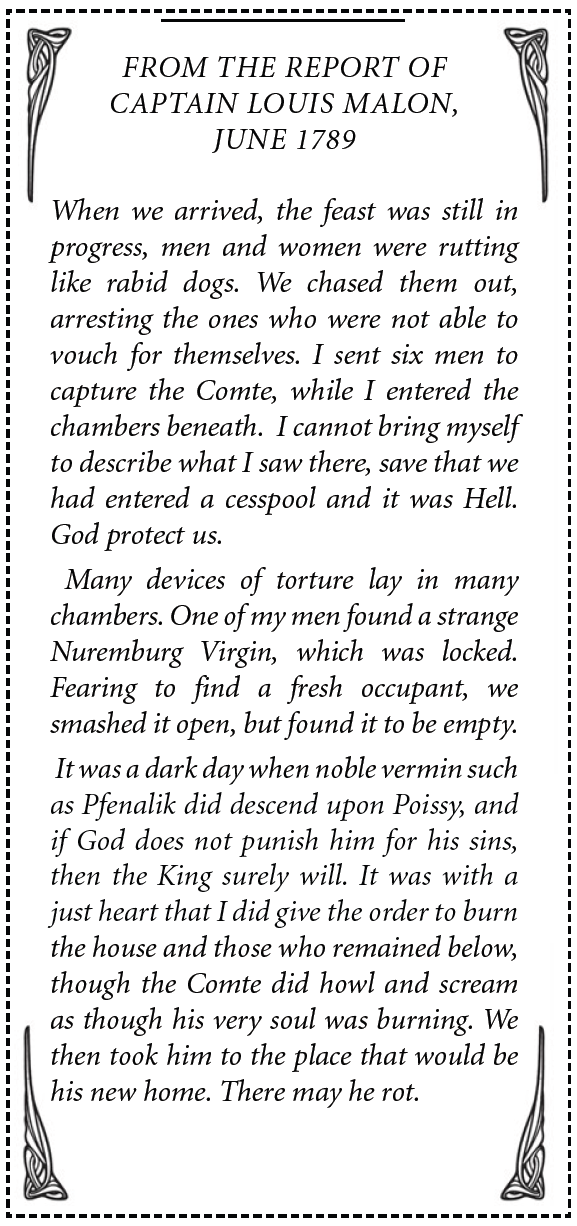 FROM THE REPORT OF
CAPTAIN LOUIS MALON,
JUNE 1789
When we arrived, the feast was still in
progress, men and women were rutting
like rabid dogs. We chased them out,
arresting the ones who were not able to
vouch for themselves. I sent six men to
capture the Comte, while I entered the
chambers beneath. I cannot bring myself
to describe what I saw there, save that we
had entered a cesspool and it was Hell.
God protect us.
Many devices of torture lay in many
chambers. One of my men found a strange
Nuremburg Virgin, which was locked.
Fearing to find a fresh occupant, we
smashed it open, but found it to be empty.
It was a dark day when noble vermin such
as Pfenalik did descend upon Poissy, and
if God does not punish him for his sins,
then the King surely will. It was with a
just heart that I did give the order to burn
the house and those who remained below,
though the Comte did howl and scream
as though his very soul was burning. We
then took him to the place that would be
his new home. There may he rot.